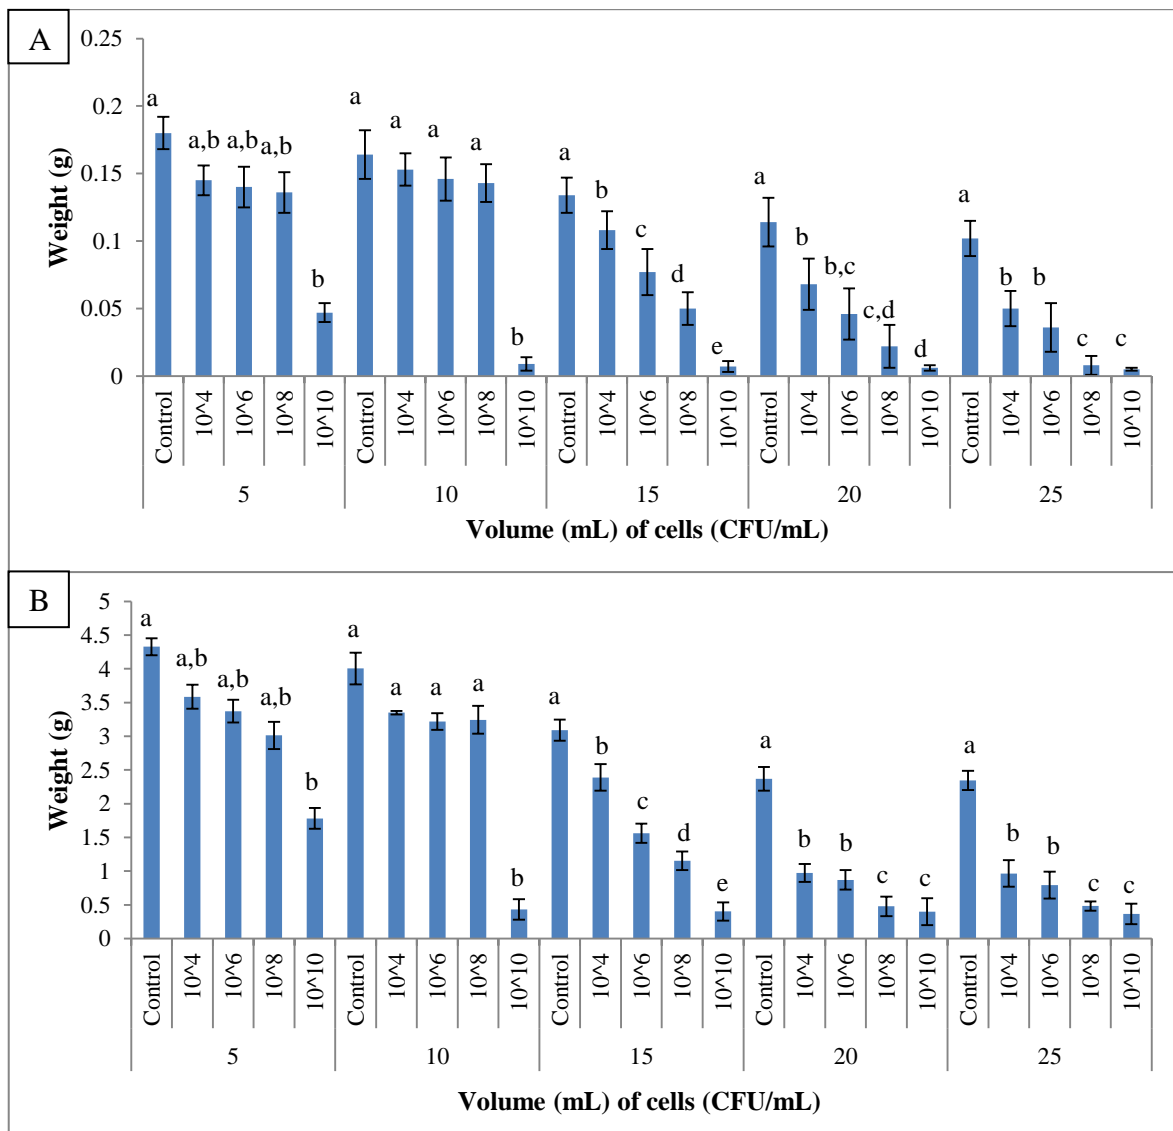 A
0.25
0.2
0.15
0.1
0.05
0
Weight (g)
a a,b a,b a,b b a a a a b a b c d e a b b,c c,d d a b b c c
Control 10^4 10^6 10^8 10^10 Control 10^4 10^6 10^8 10^10 Control 10^4 10^6 10^8 10^10 Control 10^4 10^6 10^8 10^10 Control 10^4 10^6 10^8 10^10
5 10 15 20 25
Volume (mL) of cells (CFU/mL)
B
5
4.5
4
3.5
3
2.5
2
1.5
1
0.5
0
Weight (g)
a a,b a,b a,b b a a a a b a b c d e a b b c c a b b c c
Control 10^4 10^6 10^8 10^10 Control 10^4 10^6 10^8 10^10 Control 10^4 10^6 10^8 10^10 Control 10^4 10^6 10^8 10^10 Control 10^4 10^6 10^8 10^10
5 10 15 20 25
Volume (mL) of cells (CFU/mL)